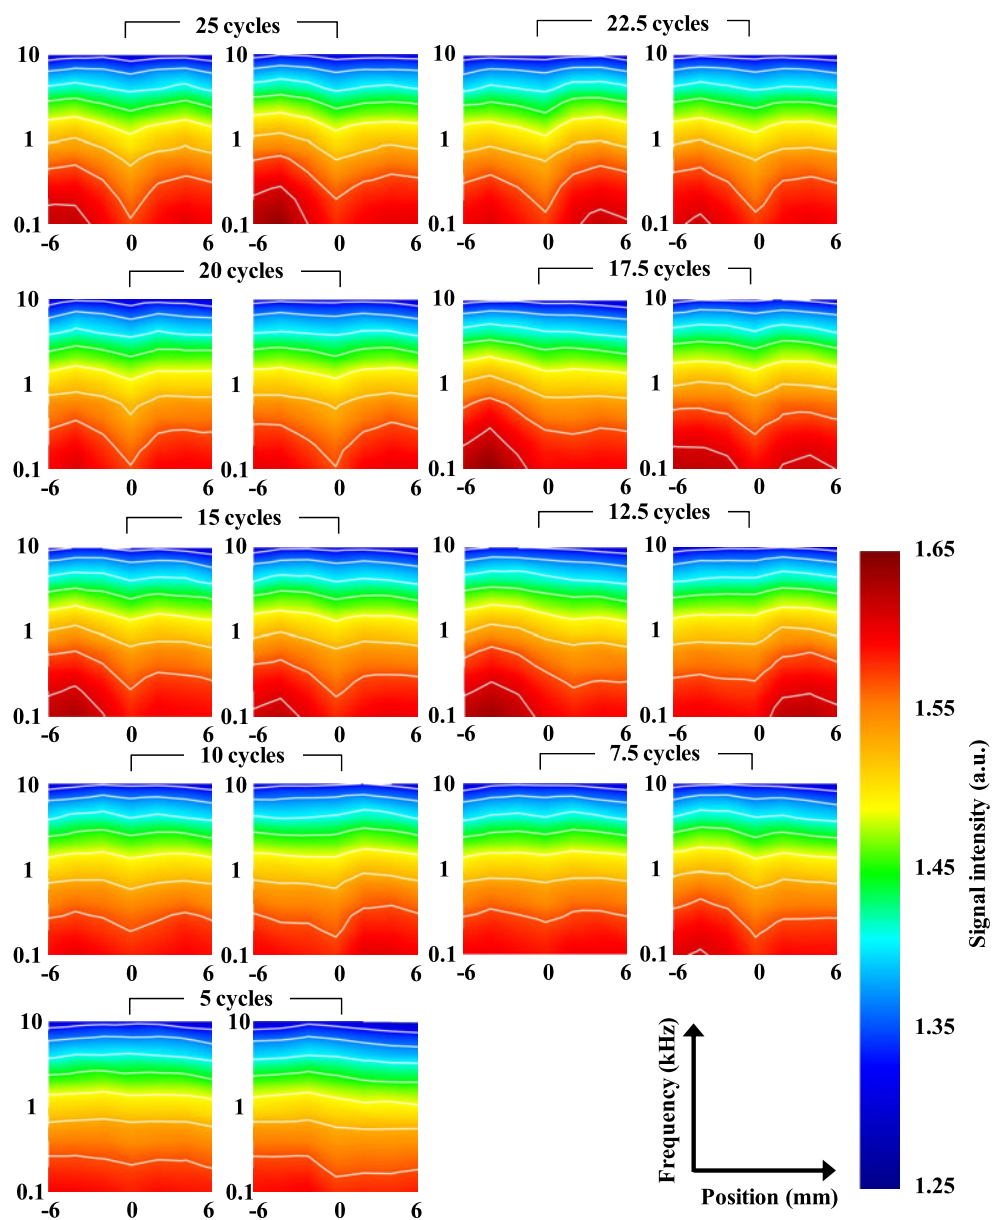 25 cycles 22.5 cycles
10 10
1 1
0.1 0.1 0.1 0.1
-6 0 6 0 6 -6 0 6 0 6
20 cycles 17.5 cycles
10 10 10 10
1 1 1 1
0.1 0.1 0.1 0.1
-6 0 6 -6 0 6 -6 0 6 -6 0 6
15 cycles 12.5 cycles
10 10 10 10
1 1 1 1
0.1 0.1 0.1 0.1
-6 0 6 -6 0 6 -6 0 6 -6 0 6
10 cycles 7.5 cycles
10 10 10 10
1 1 1 1
0.1 0.1 0.1 0.1
-6 0 6 -6 0 6 -6 0 6 -6 0 6
5 cycles
10 10
1 1
0.1 0.1
-6 0 6 -6 0 6
Frequency (kHz)
Position (mm)
1.65
1.55
1.45
1.35
1.25
Signal intensity (a.u.)